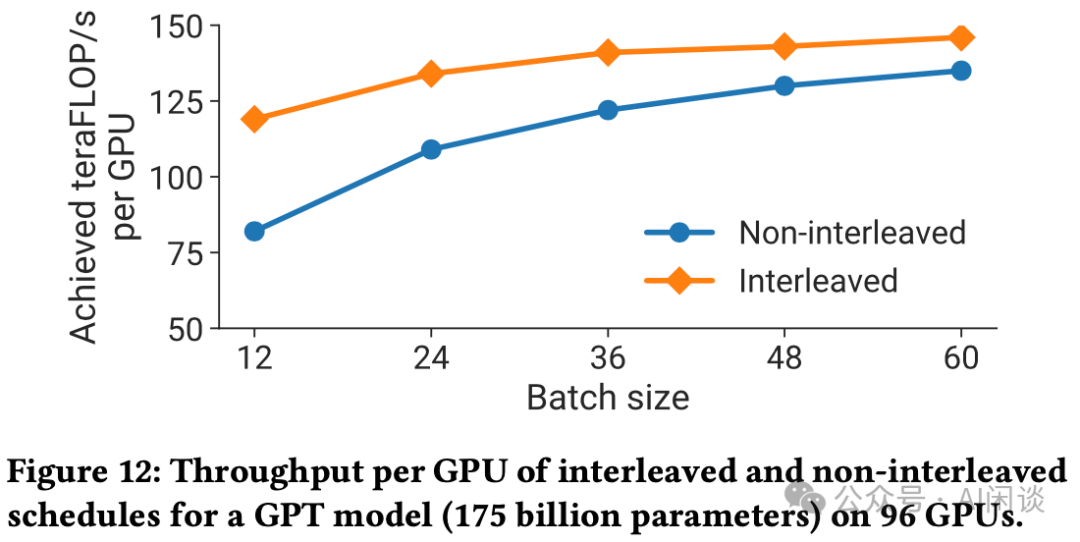 Achieved teraFLOP/s
per GPU
150
125
100
75
50
12 24 36 48 60
Batch size
Non-interleaved
Interleaved
Figure 12: Throughput per GPU of interleaved and non-interleaved
schedules for a GPT model (175 billion parameters) on 96 GPUs.
公众号 · AI闲谈